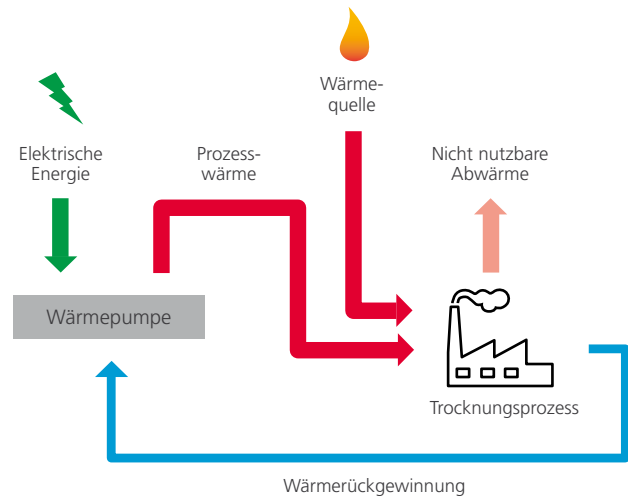 Wärme-
quelle
Elektrische
Energie
Prozess-
wärme
Nicht nutzbare
Abwärme
Wärmepumpe
Trocknungsprozess
Wärmerückgewinnung